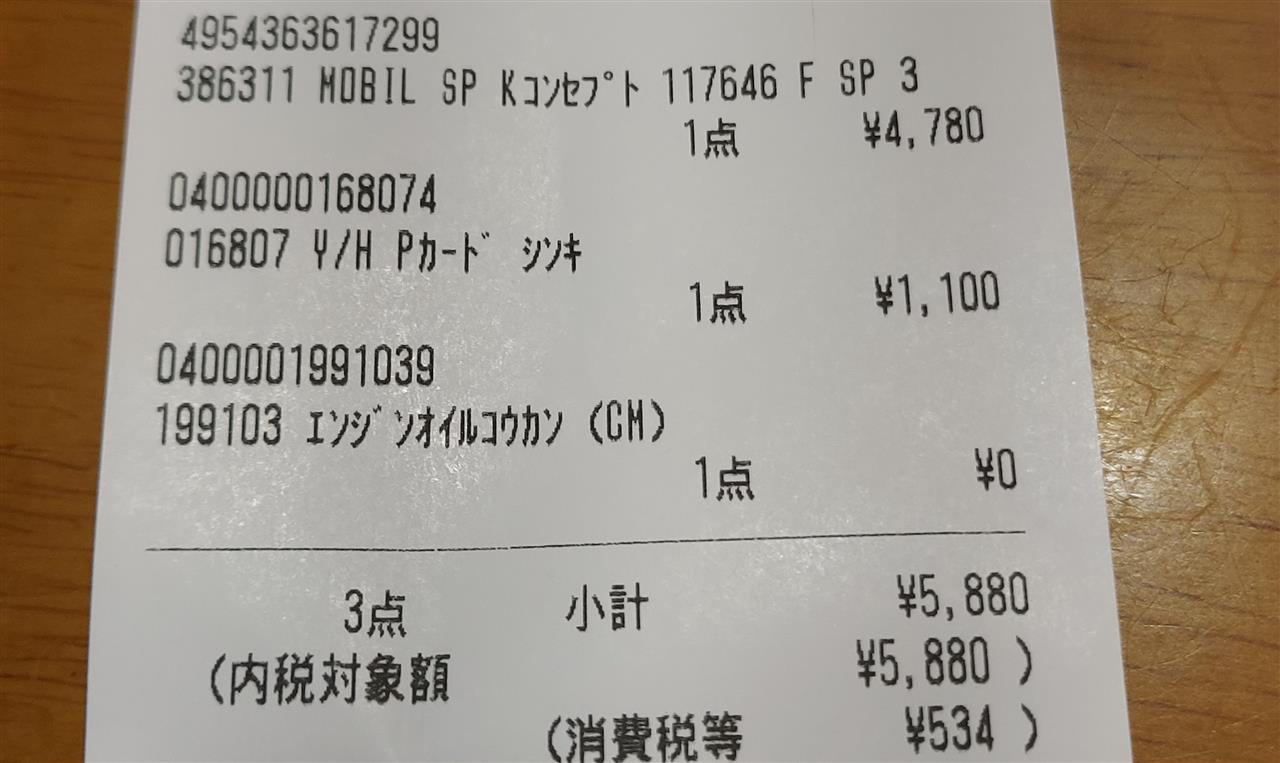 4954363617299
386311 MOBIL SP Kｺﾝｾﾌﾟﾄ 117646 F SP 3
1点 ¥4,780
0400000168074
016807 Y/H Pｶｰﾄﾞ ｼﾝｷ
1点 ¥1,100
0400001991039
199103 ｴﾝｼﾞﾝｵｲﾙｺｳｶﾝ (CM)
1点 ¥0
3点 小計 ¥5,880
(内税対象額 ¥5,880 )
(消費税等 ¥534 )